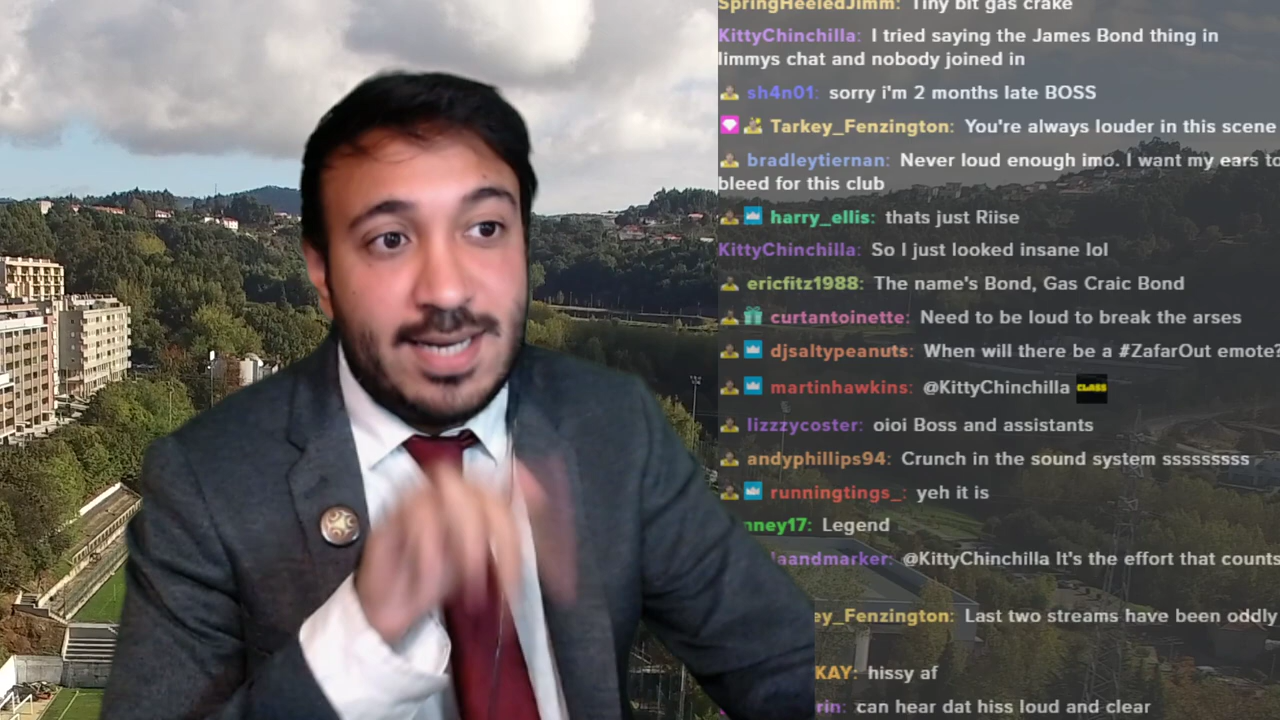 SpringHeeledJimm: Tiny bit gas crake
KittyChinchilla: I tried saying the James Bond thing in
limmys chat and nobody joined in
sh4n01: sorry i'm 2 months late BOSS
Tarkey_Fenzington: You're always louder in this scene
bradleytiernan: Never loud enough imo. I want my ears to
bleed for this club
harry_ellis: thats just Riise
KittyChinchilla: So I just looked insane lol
ericfitz1988: The name's Bond, Gas Craic Bond
curtantoinette: Need to be loud to break the arses
djsaltypeanuts: When will there be a #ZafarOut emote?
martinhawkins: @KittyChinchilla CLASS
lizzzycoster: oioi Boss and assistants
andyphillips94: Crunch in the sound system sssssssss
runningtings_: yeh it is
nney17: Legend
laandmarker: @KittyChinchilla It's the effort that counts
ey_Fenzington: Last two streams have been oddly
KAY: hissy af
rin: can hear dat hiss loud and clear